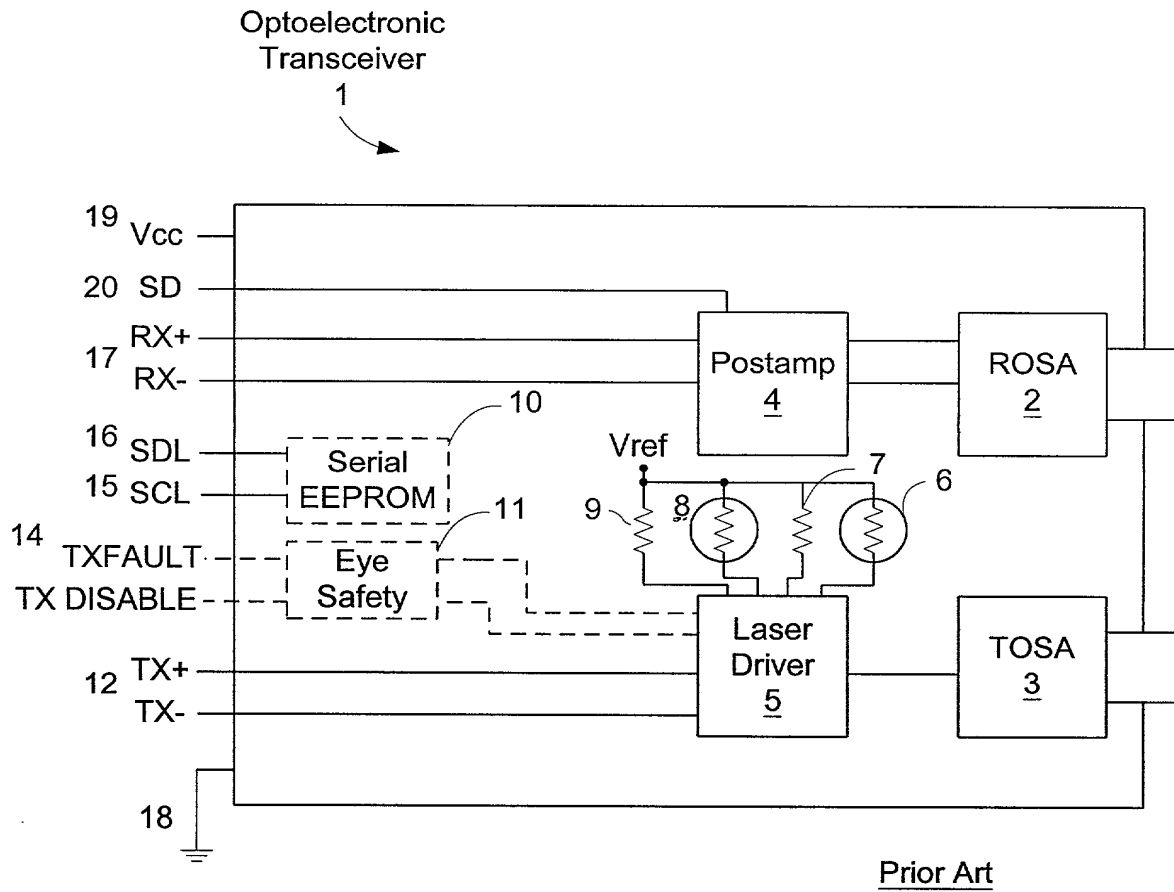 Optoelectronic
Transceiver
1
19
Vcc
20 SD
RX+
17
RX-
Postamp
4
ROSA
2
10
16
SDL
15 SCL
Serial
EEPROM
Vref
7
6
9
8
11
14
TXFAULT
TX DISABLE
Eye
Safety
Laser
Driver
5
TOSA
3
12
TX+
TX-
18
Prior Art